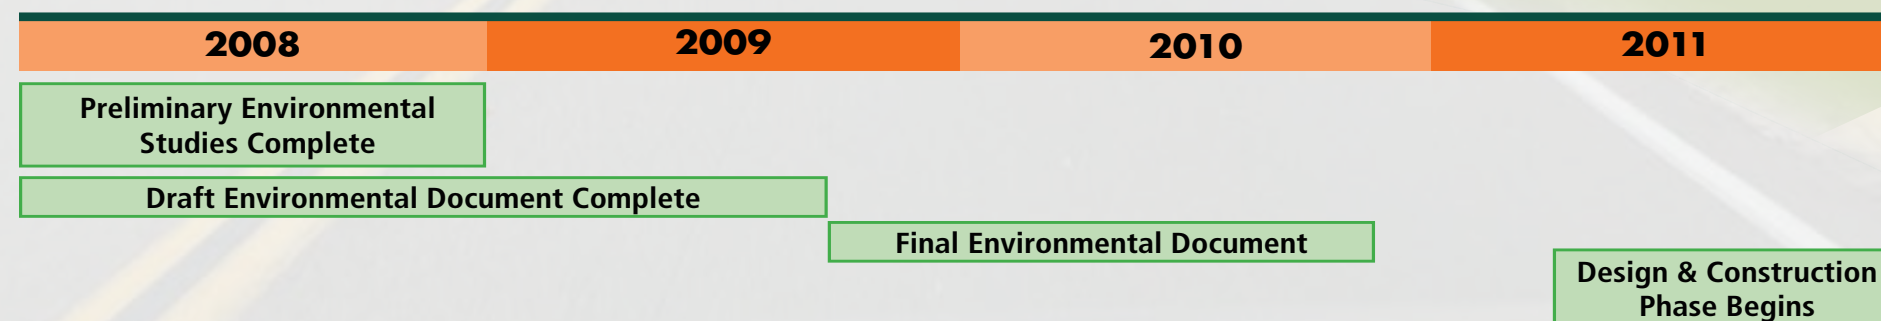 2008
2009
2010
2011
Preliminary Environmental
Studies Complete
Draft Environmental Document Complete
Final Environmental Document
Design & Construction
Phase Begins